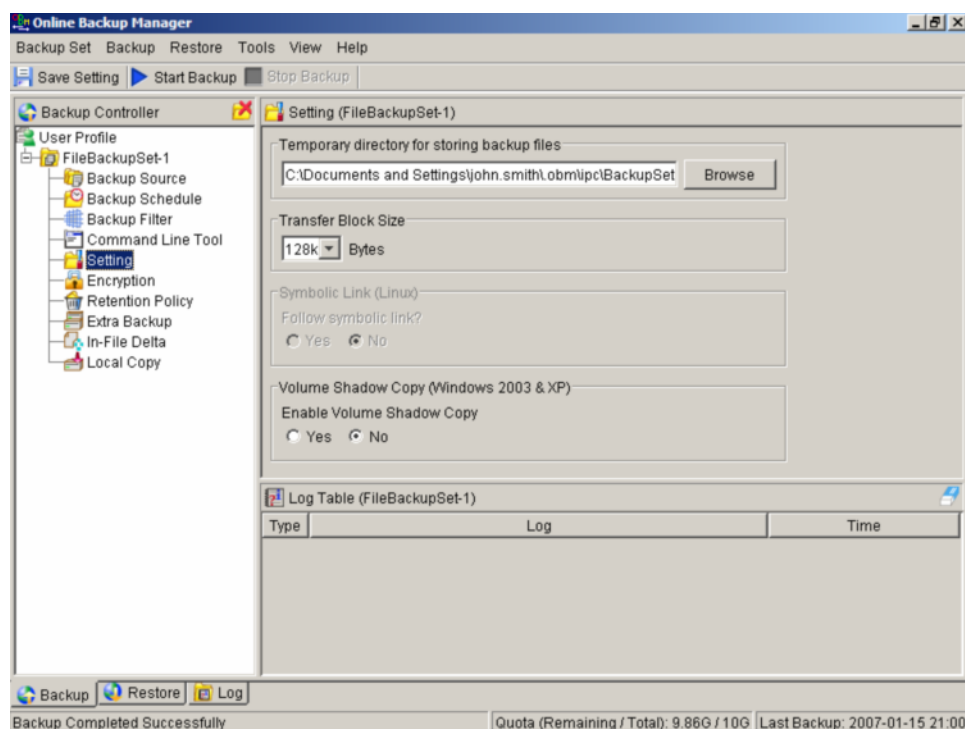 Online Backup Manager
Backup Set Backup Restore Tools View Help
Save Setting Start Backup Stop Backup
Backup Controller
User Profile
FileBackupSet-1
Backup Source
Backup Schedule
Backup Filter
Command Line Tool
Setting
Encryption
Retention Policy
Extra Backup
In-File Delta
Local Copy
Setting (FileBackupSet-1)
Temporary directory for storing backup files
C:\Documents and Settings\john.smith\.obm\ipc\BackupSet Browse
Transfer Block Size
128k Bytes
Symbolic Link (Linux)
Follow symbolic link?
Yes No
Volume Shadow Copy (Windows 2003 & XP)
Enable Volume Shadow Copy
Yes No
Log Table (FileBackupSet-1)
Type Log Time
Backup Restore Log
Backup Completed Successfully Quota (Remaining / Total): 9.86G / 10G Last Backup: 2007-01-15 21:00